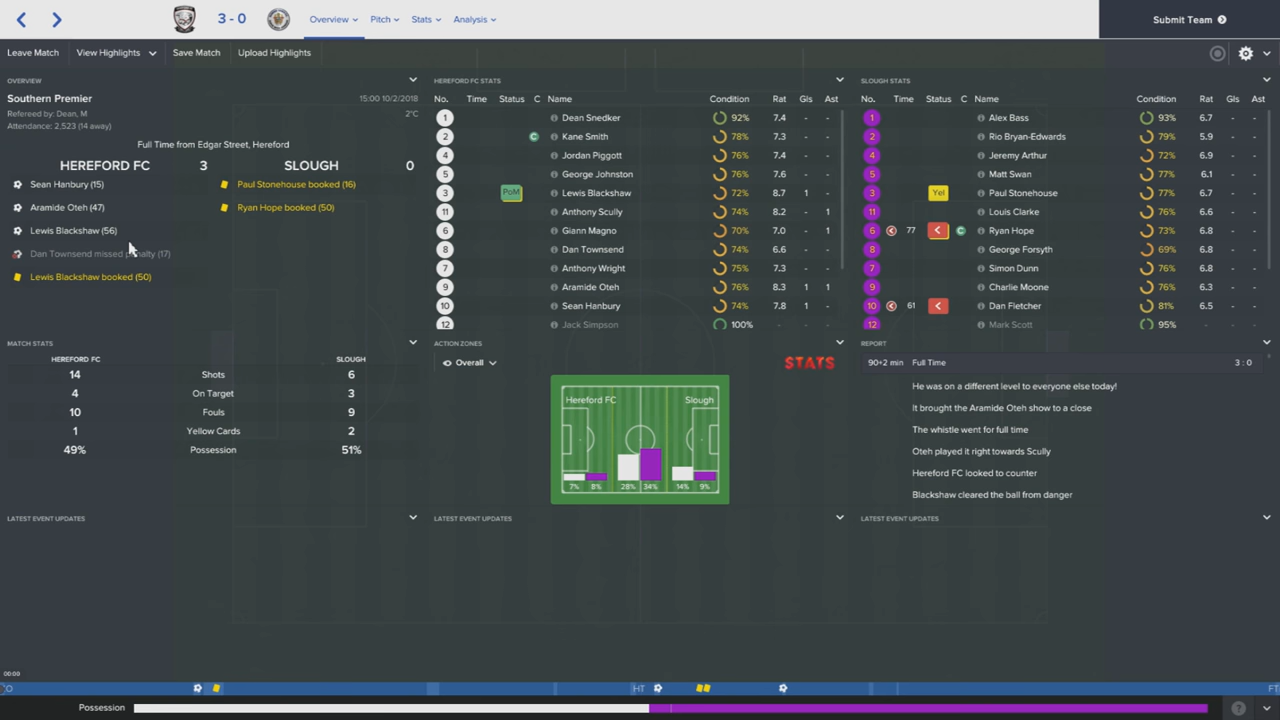 3 - 0
Overview
Pitch
Stats
Analysis
Submit Team
Leave Match
View Highlights
Save Match
Upload Highlights
OVERVIEW
Southern Premier
15:00 10/2/2018
Refereed by: Dean, M
2°C
Attendance: 2,523 (14 away)
Full Time from Edgar Street, Hereford
HEREFORD FC 3 SLOUGH 0
Sean Hanbury (15)
Paul Stonehouse booked (16)
Aramide Oteh (47)
Ryan Hope booked (50)
Lewis Blackshaw (56)
Dan Townsend missed penalty (17)
Lewis Blackshaw booked (50)
HEREFORD FC STATS
No. Time Status C Name Condition Rat Gls Ast
1 Dean Snedker 92% 7.4 - -
2 C Kane Smith 78% 7.3 - -
4 Jordan Piggott 76% 7.4 - -
5 George Johnston 76% 7.6 - -
3 PoM Lewis Blackshaw 72% 8.7 1 -
11 Anthony Scully 74% 8.2 - 1
6 Giann Magno 70% 7.0 - 1
8 Dan Townsend 74% 6.6 - -
7 Anthony Wright 75% 7.3 - -
9 Aramide Oteh 76% 8.3 1 1
10 Sean Hanbury 74% 7.8 1 -
12 Jack Simpson 100% - - -
SLOUGH STATS
No. Time Status C Name Condition Rat Gls Ast
1 Alex Bass 93% 6.7 - -
2 Rio Bryan-Edwards 79% 5.9 - -
4 Jeremy Arthur 72% 6.9 - -
5 Matt Swan 77% 6.1 - -
3 Yel Paul Stonehouse 77% 6.7 - -
11 Louis Clarke 76% 6.6 - -
6 77 C Ryan Hope 73% 6.8 - -
8 George Forsyth 69% 6.8 - -
7 Simon Dunn 76% 6.8 - -
9 Charlie Moone 76% 6.3 - -
10 61 Dan Fletcher 81% 6.5 - -
12 Mark Scott 95% - - -
MATCH STATS
HEREFORD FC SLOUGH
14 Shots 6
4 On Target 3
10 Fouls 9
1 Yellow Cards 2
49% Possession 51%
ACTION ZONES
Overall
STATS
Hereford FC Slough
7% 8% 28% 34% 14% 9%
REPORT
90+2 min Full Time 3 : 0
He was on a different level to everyone else today!
It brought the Aramide Oteh show to a close
The whistle went for full time
Oteh played it right towards Scully
Hereford FC looked to counter
Blackshaw cleared the ball from danger
LATEST EVENT UPDATES
LATEST EVENT UPDATES
LATEST EVENT UPDATES
00:00
KO HT FT
Possession
?